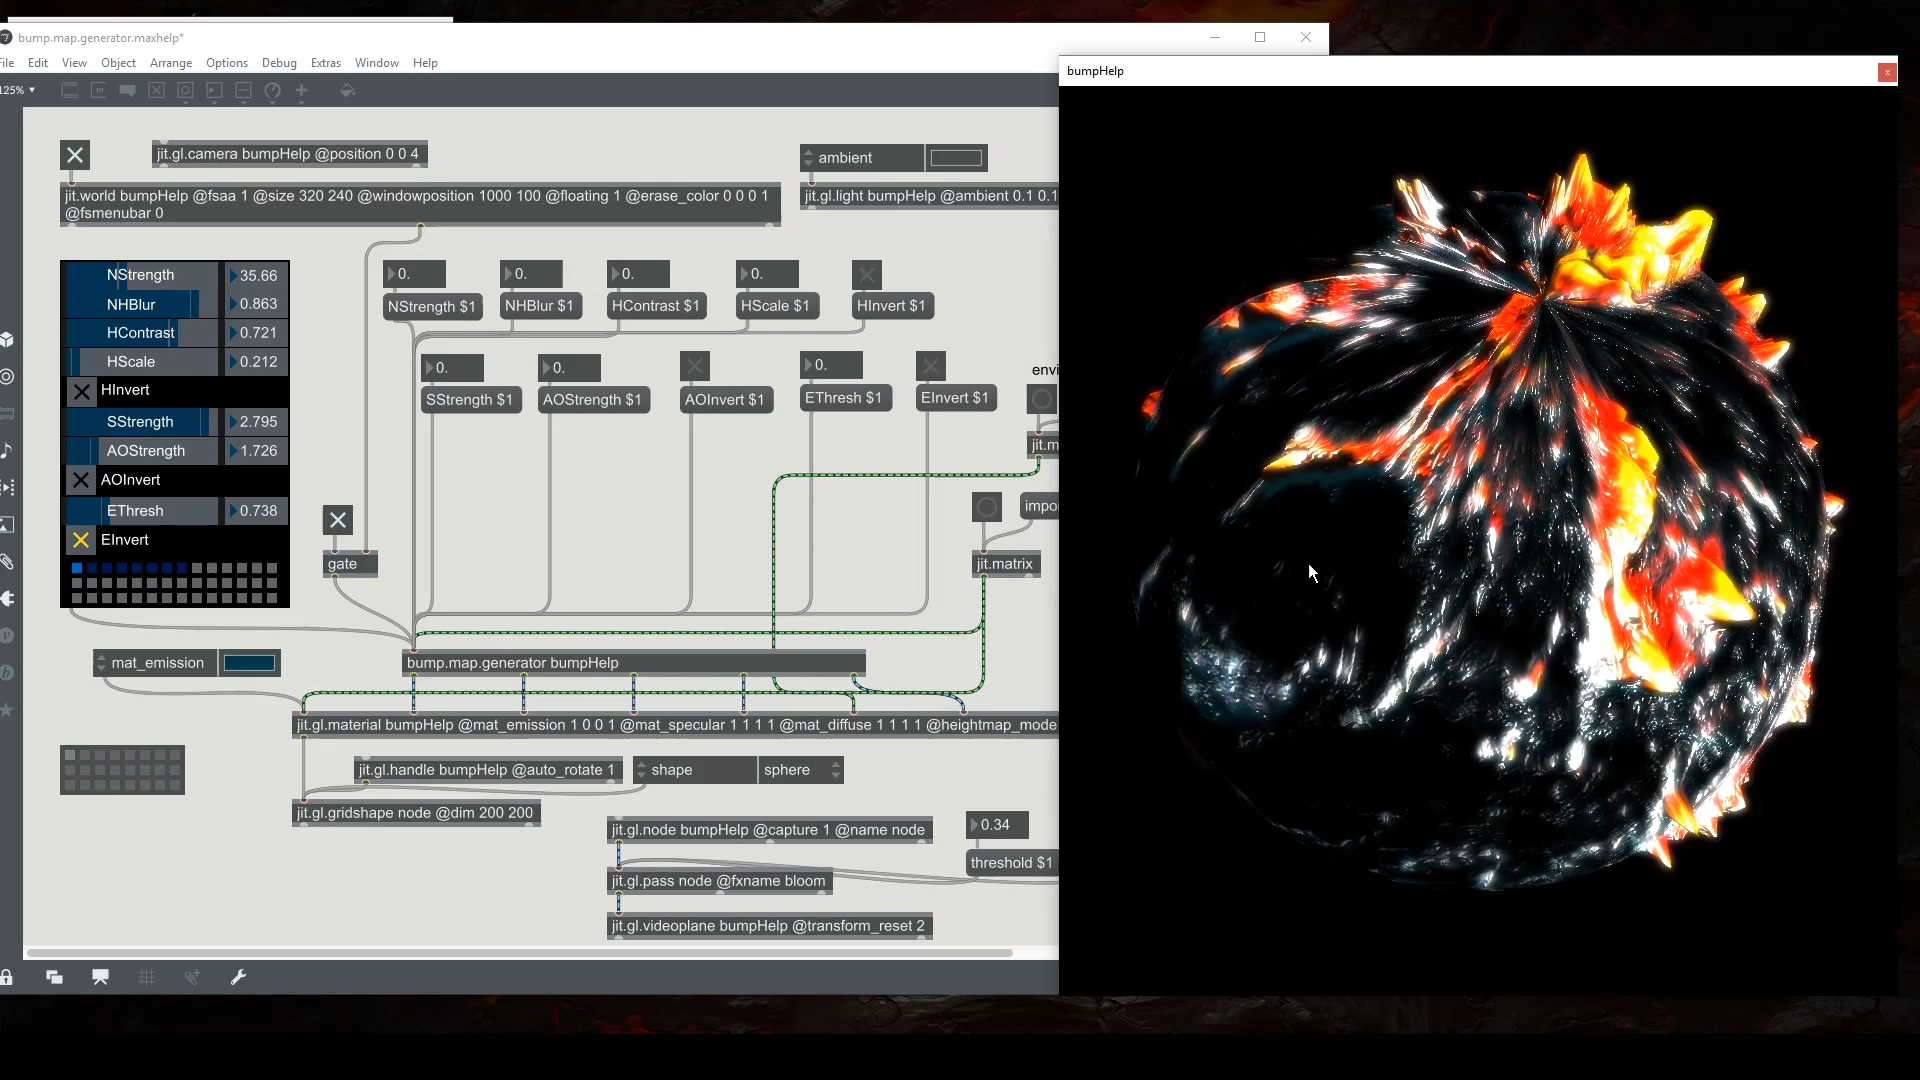 bump.map.generator.maxhelp*
File Edit View Object Arrange Options Debug Extras Window Help
125%
bumpHelp
jit.gl.camera bumpHelp @position 0 0 4
ambient
jit.world bumpHelp @fsaa 1 @size 320 240 @windowposition 1000 100 @floating 1 @erase_color 0 0 0 1
@fsmenubar 0
jit.gl.light bumpHelp @ambient 0.1 0.1
NStrength 35.66
NHBlur 0.863
HContrast 0.721
HScale 0.212
HInvert
SStrength 2.795
AOStrength 1.726
AOInvert
EThresh 0.738
EInvert
0. 0. 0. 0.
NStrength $1 NHBlur $1 HContrast $1 HScale $1 HInvert $1
0. 0. 0.
SStrength $1 AOStrength $1 AOInvert $1 EThresh $1 EInvert $1
envi
jit.m
impor
gate
jit.matrix
mat_emission
bump.map.generator bumpHelp
jit.gl.material bumpHelp @mat_emission 1 0 0 1 @mat_specular 1 1 1 1 @mat_diffuse 1 1 1 1 @heightmap_mode
jit.gl.handle bumpHelp @auto_rotate 1
shape sphere
jit.gl.gridshape node @dim 200 200
jit.gl.node bumpHelp @capture 1 @name node
0.34
threshold $1
jit.gl.pass node @fxname bloom
jit.gl.videoplane bumpHelp @transform_reset 2